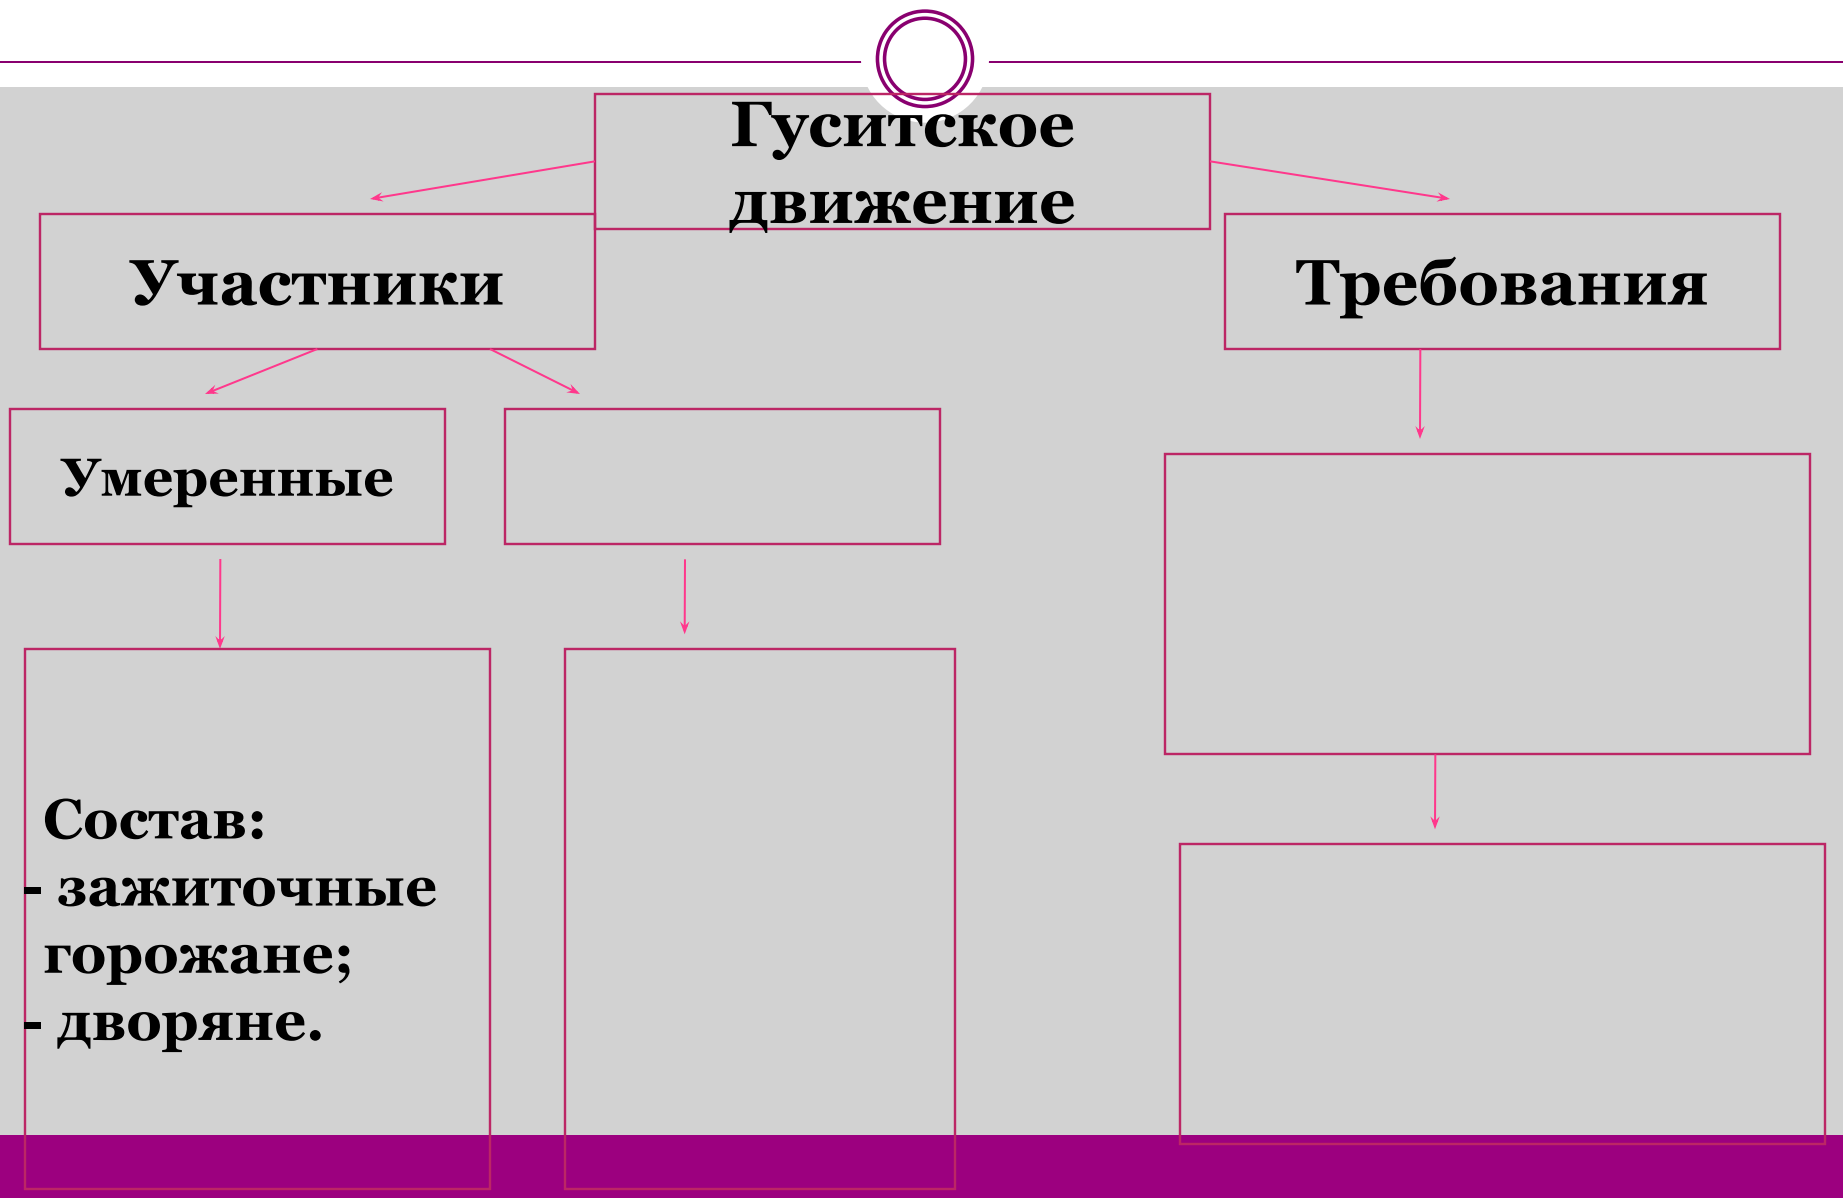 Гуситское
движение
Участники
Требования
Умеренные
Состав:
- зажиточные
горожане;
- дворяне.